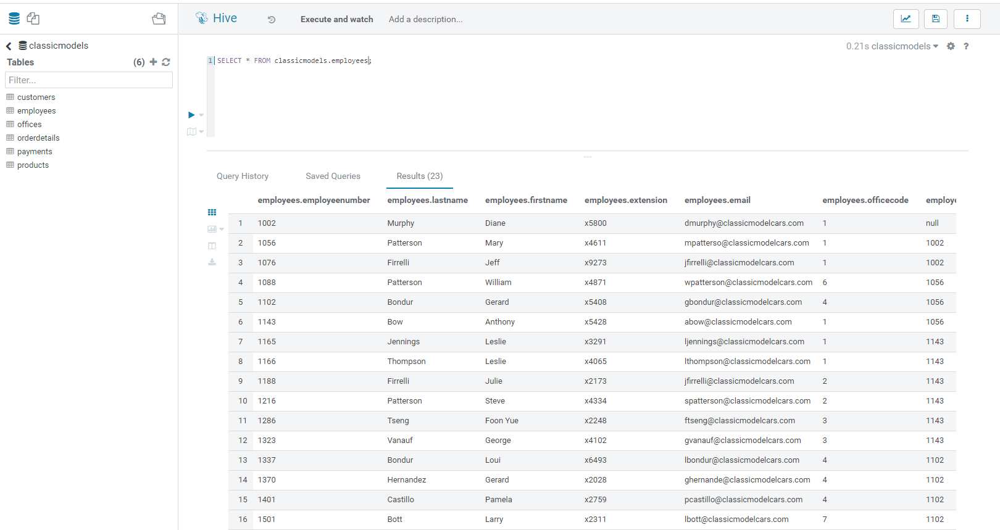 Hive
Execute and watch
Add a description...
classicmodels
0.21s classicmodels
?
Tables (6)
Filter...
customers
employees
offices
orderdetails
payments
products
1 SELECT * FROM classicmodels.employees;
Query History Saved Queries Results (23)
employees.employeenumber employees.lastname employees.firstname employees.extension employees.email employees.officecode employe
1 1002 Murphy Diane x5800 dmurphy@classicmodelcars.com 1 null
2 1056 Patterson Mary x4611 mpatterso@classicmodelcars.com 1 1002
3 1076 Firrelli Jeff x9273 jfirrelli@classicmodelcars.com 1 1002
4 1088 Patterson William x4871 wpatterson@classicmodelcars.com 6 1056
5 1102 Bondur Gerard x5408 gbondur@classicmodelcars.com 4 1056
6 1143 Bow Anthony x5428 abow@classicmodelcars.com 1 1056
7 1165 Jennings Leslie x3291 ljennings@classicmodelcars.com 1 1143
8 1166 Thompson Leslie x4065 lthompson@classicmodelcars.com 1 1143
9 1188 Firrelli Julie x2173 jfirrelli@classicmodelcars.com 2 1143
10 1216 Patterson Steve x4334 spatterson@classicmodelcars.com 2 1143
11 1286 Tseng Foon Yue x2248 ftseng@classicmodelcars.com 3 1143
12 1323 Vanauf George x4102 gvanauf@classicmodelcars.com 3 1143
13 1337 Bondur Loui x6493 lbondur@classicmodelcars.com 4 1102
14 1370 Hernandez Gerard x2028 ghernande@classicmodelcars.com 4 1102
15 1401 Castillo Pamela x2759 pcastillo@classicmodelcars.com 4 1102
16 1501 Bott Larry x2311 lbott@classicmodelcars.com 7 1102